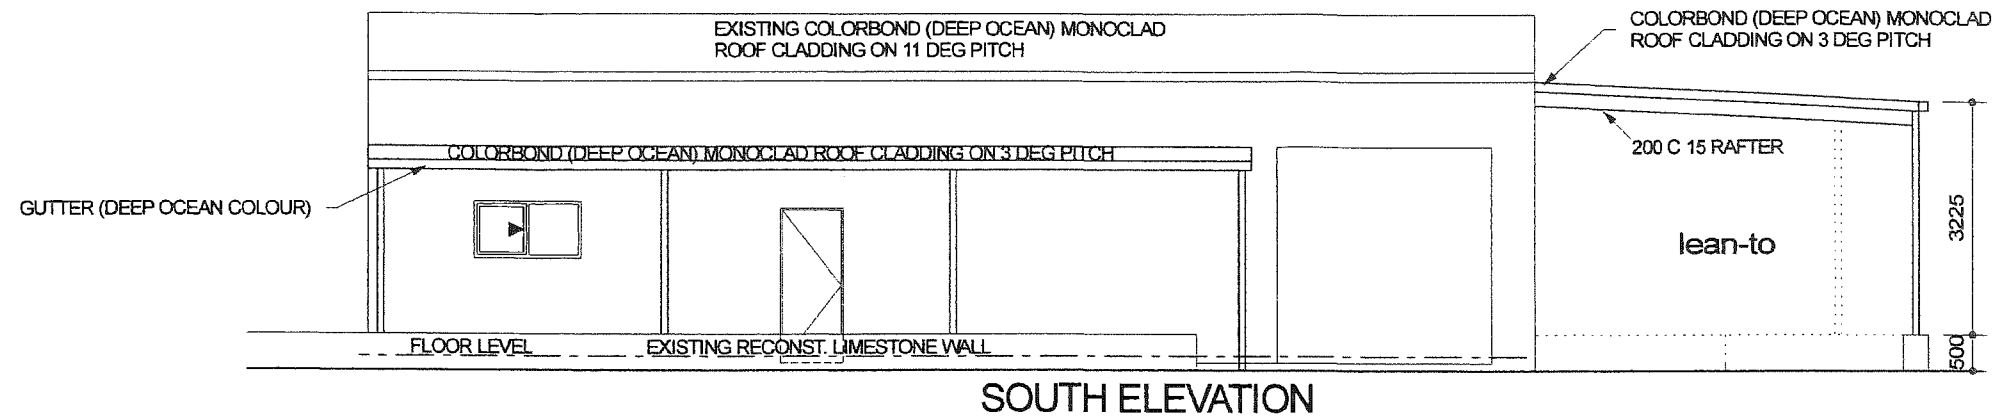 EXISTING COLORBOND (DEEP OCEAN) MONOCLAD
ROOF CLADDING ON 11 DEG PITCH
COLORBOND (DEEP OCEAN) MONOCLAD
ROOF CLADDING ON 3 DEG PITCH
COLORBOND (DEEP OCEAN) MONOCLAD ROOF CLADDING ON 3 DEG PITCH
200 C 15 RAFTER
GUTTER (DEEP OCEAN COLOUR)
lean-to
3225
FLOOR LEVEL
EXISTING RECONST. LIMESTONE WALL
500
SOUTH ELEVATION